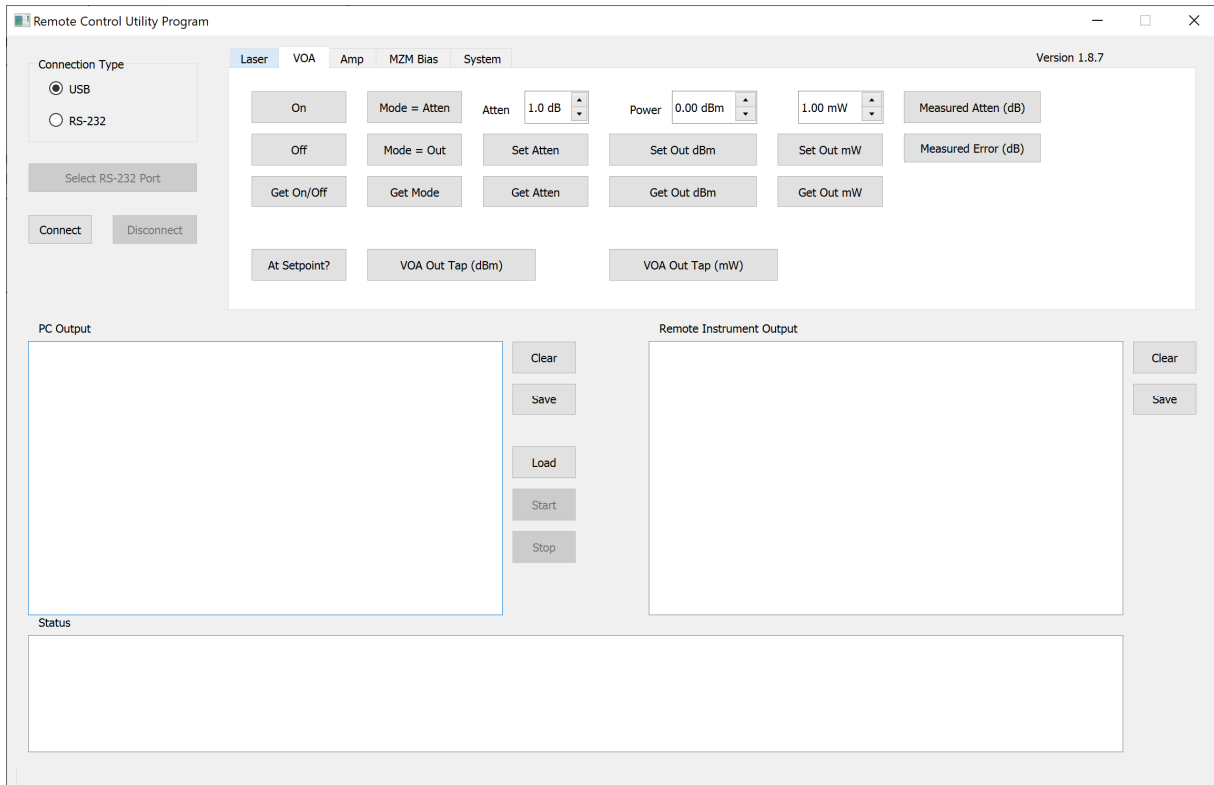 Remote Control Utility Program
Connection Type
USB
RS-232
Select RS-232 Port
Connect Disconnect
Laser VOA Amp MZM Bias System Version 1.8.7
On Mode = Atten Atten 1.0 dB Power 0.00 dBm 1.00 mW Measured Atten (dB)
Off Mode = Out Set Atten Set Out dBm Set Out mW Measured Error (dB)
Get On/Off Get Mode Get Atten Get Out dBm Get Out mW
At Setpoint? VOA Out Tap (dBm) VOA Out Tap (mW)
PC Output
Clear
Save
Load
Start
Stop
Remote Instrument Output
Clear
Save
Status